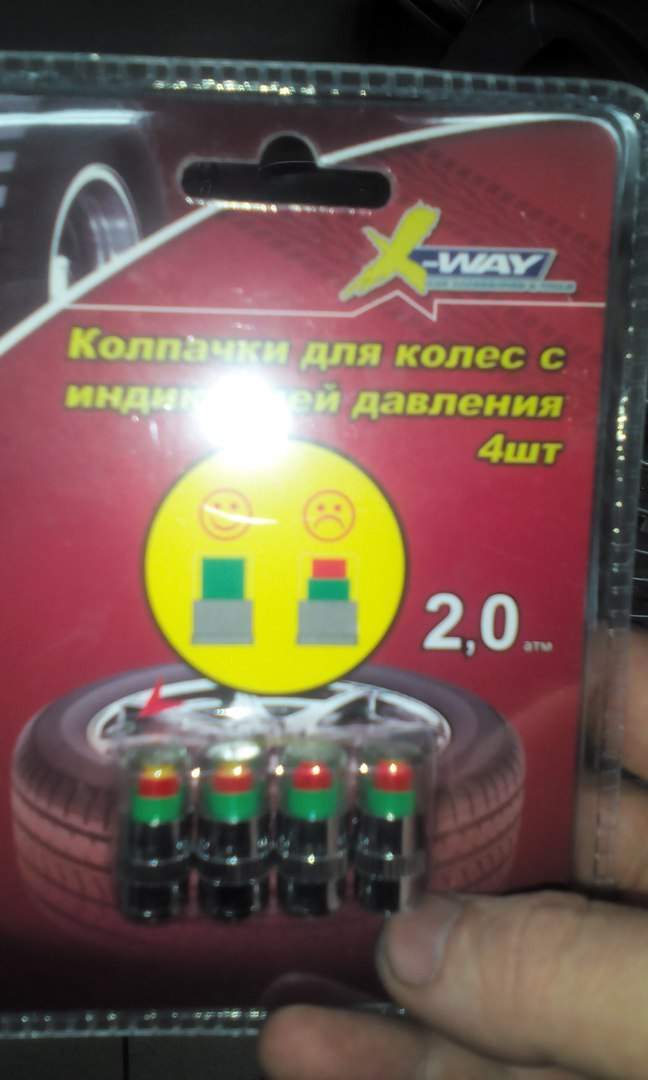 X-WAY
Колпачки для колес с
давления
4шт
2,0 атм